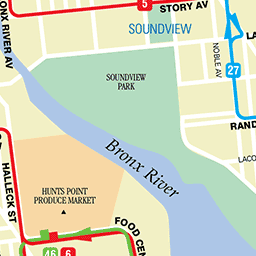 5
STORY AV
BRONX RIVER AV
SOUNDVIEW
NOBLE AV
LA
27
SOUNDVIEW
PARK
RAND
Bronx River
LACO
HALLECK ST
HUNTS POINT
PRODUCE MARKET
FOOD CEN
46
6